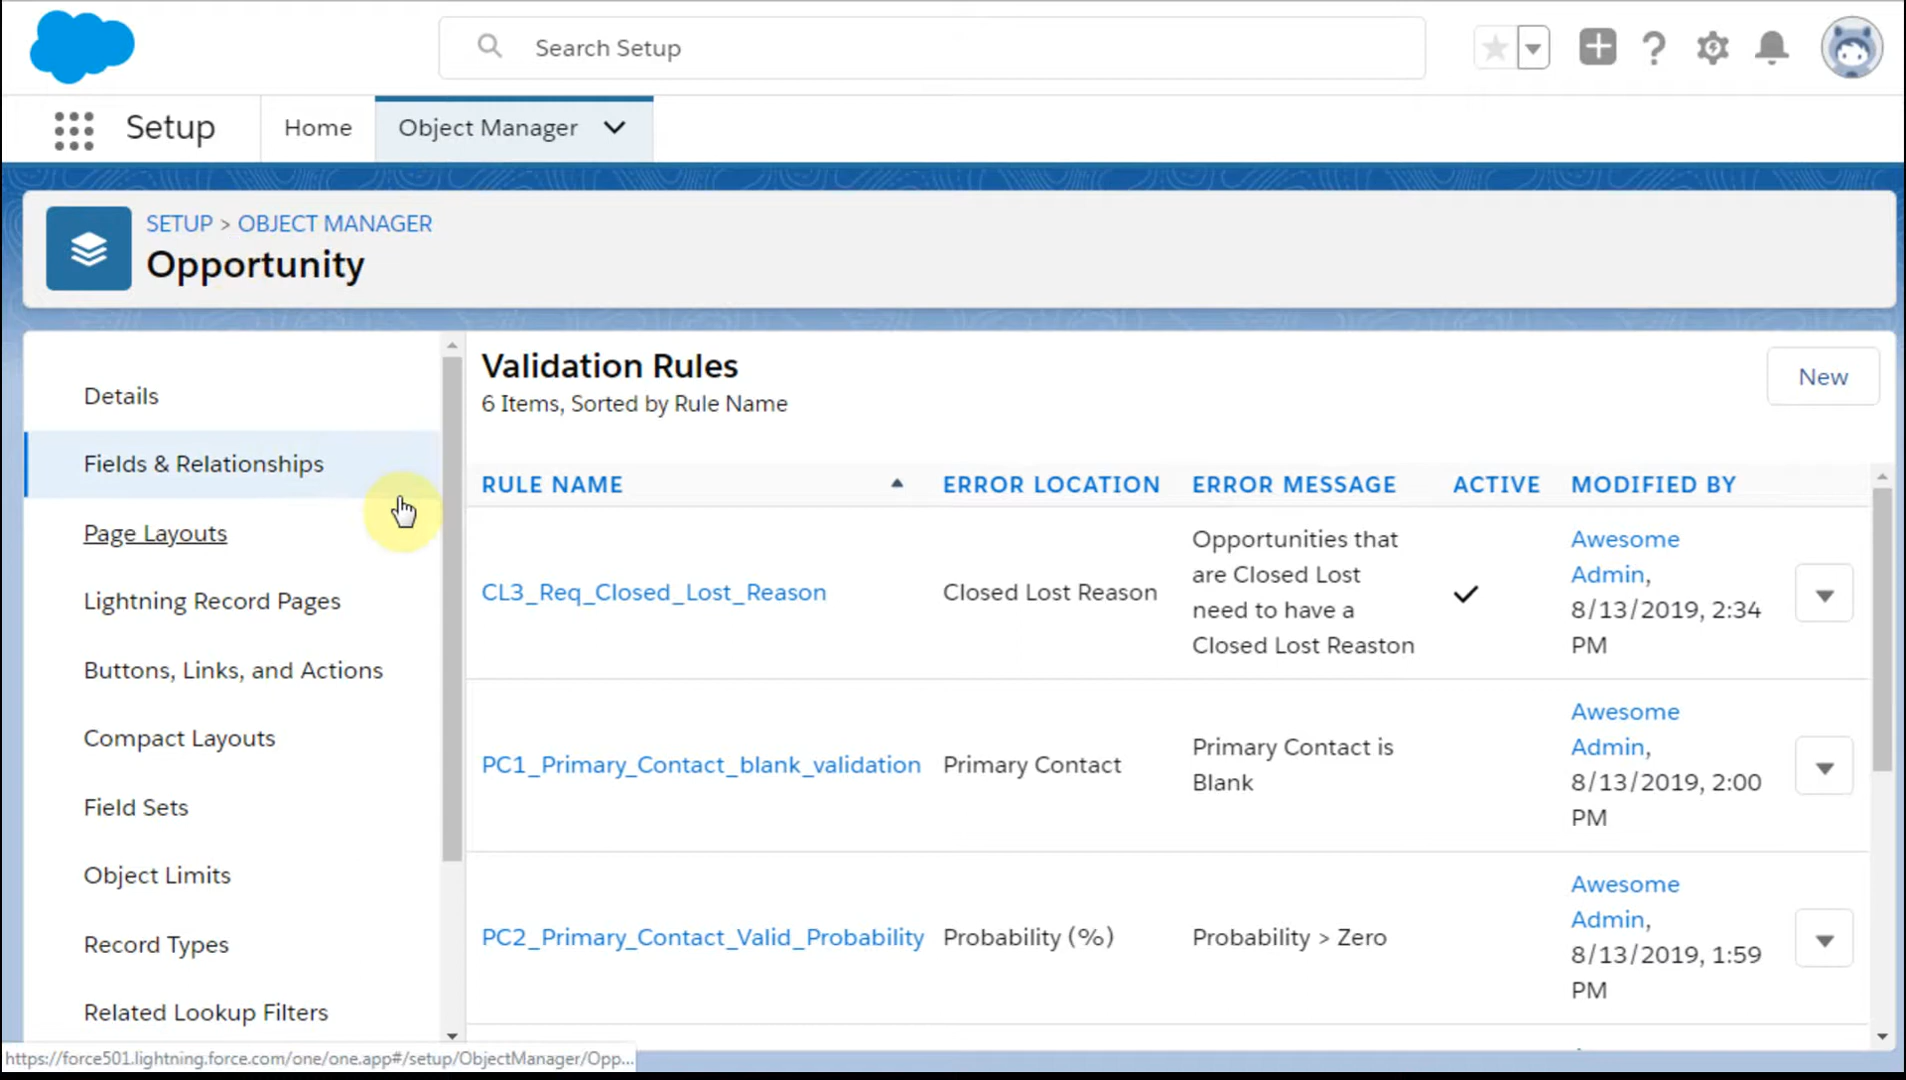 Search Setup
Setup
Home
Object Manager
SETUP > OBJECT MANAGER
Opportunity
Details
Fields & Relationships
Page Layouts
Lightning Record Pages
Buttons, Links, and Actions
Compact Layouts
Field Sets
Object Limits
Record Types
Related Lookup Filters
Validation Rules
6 Items, Sorted by Rule Name
New
RULE NAME
ERROR LOCATION
ERROR MESSAGE
ACTIVE
MODIFIED BY
CL3_Req_Closed_Lost_Reason
Closed Lost Reason
Opportunities that
are Closed Lost
need to have a
Closed Lost Reaston
Awesome
Admin,
8/13/2019, 2:34
PM
PC1_Primary_Contact_blank_validation
Primary Contact
Primary Contact is
Blank
Awesome
Admin,
8/13/2019, 2:00
PM
PC2_Primary_Contact_Valid_Probability
Probability (%)
Probability > Zero
Awesome
Admin,
8/13/2019, 1:59
PM
https://force501.lightning.force.com/one/one.app#/setup/ObjectManager/Opp...